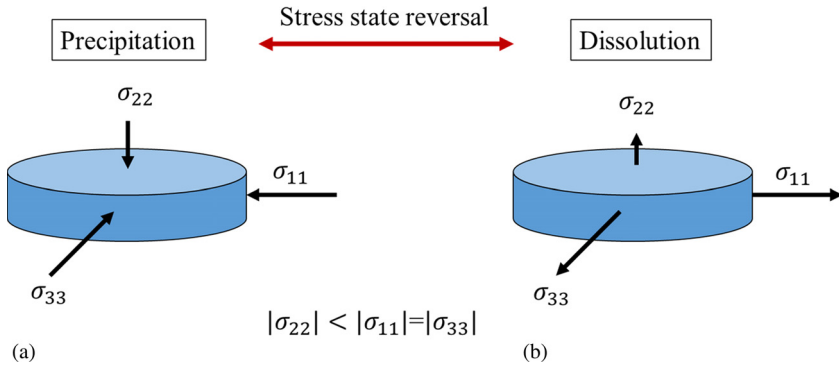 Stress state reversal
Precipitation
Dissolution
σ₂₂
σ₁₁
σ₃₃
σ₂₂
σ₁₁
σ₃₃
|σ₂₂| < |σ₁₁|=|σ₃₃|
(a)
(b)